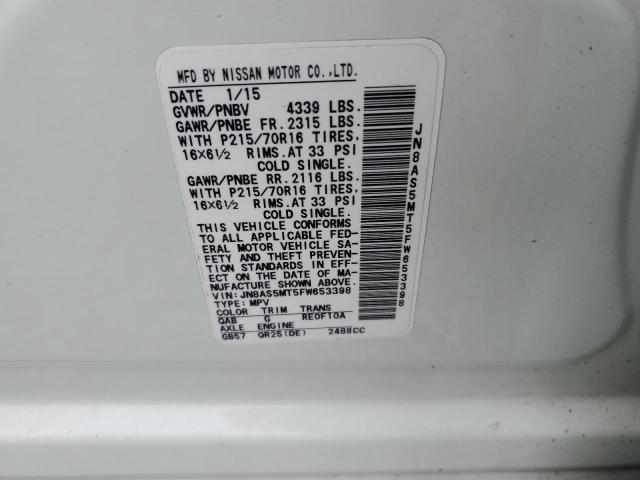 MFD BY NISSAN MOTOR CO.,LTD.
DATE 1/15
GVWR/PNBV 4339 LBS.
GAWR/PNBE FR. 2315 LBS.
WITH P215/70R16 TIRES,
16×6½ RIMS. AT 33 PSI
COLD SINGLE.
GAWR/PNBE RR. 2116 LBS.
WITH P215/70R16 TIRES,
16×6½ RIMS. AT 33 PSI
COLD SINGLE.
THIS VEHICLE CONFORMS
TO ALL APPLICABLE FED-
ERAL MOTOR VEHICLE SA-
FETY AND THEFT PREVEN-
TION STANDARDS IN EFF-
ECT ON THE DATE OF MA-
NUFACTURE SHOWN ABOVE.
VIN: JN8AS5MT5FW653398
TYPE: MPV
COLOR TRIM TRANS
QAB G RE0F10A
AXLE ENGINE
GB57 QR25(DE) 2488CC
JN8AS5MT5FW653398